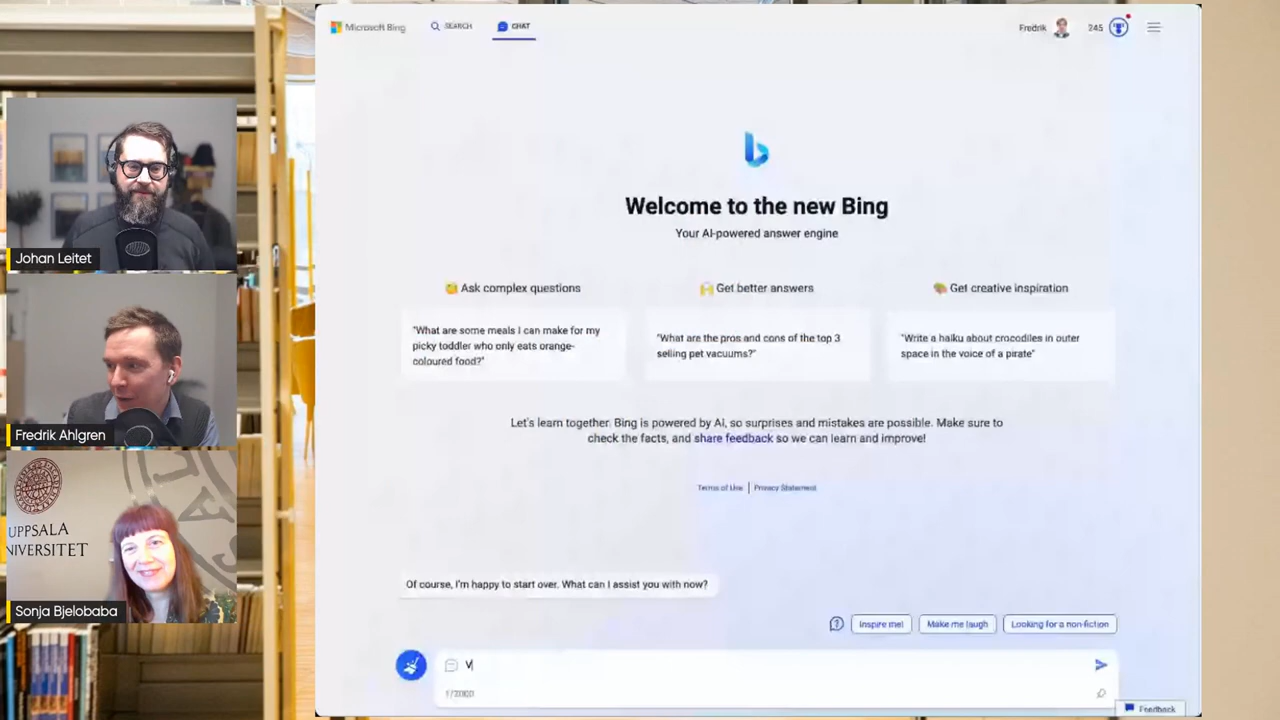 Microsoft Bing
SEARCH
CHAT
Fredrik
245
Welcome to the new Bing
Your AI-powered answer engine
Ask complex questions
Get better answers
Get creative inspiration
"What are some meals I can make for my
picky toddler who only eats orange-
coloured food?"
"What are the pros and cons of the top 3
selling pet vacuums?"
"Write a haiku about crocodiles in outer
space in the voice of a pirate"
Let's learn together. Bing is powered by AI, so surprises and mistakes are possible. Make sure to
check the facts, and share feedback so we can learn and improve!
Terms of Use | Privacy Statement
Of course, I'm happy to start over. What can I assist you with now?
Inspire me!
Make me laugh
Looking for a non-fiction
V
1/2000
Feedback
Johan Leitet
Fredrik Ahlgren
UPPSALA
UNIVERSITET
Sonja Bjelobaba